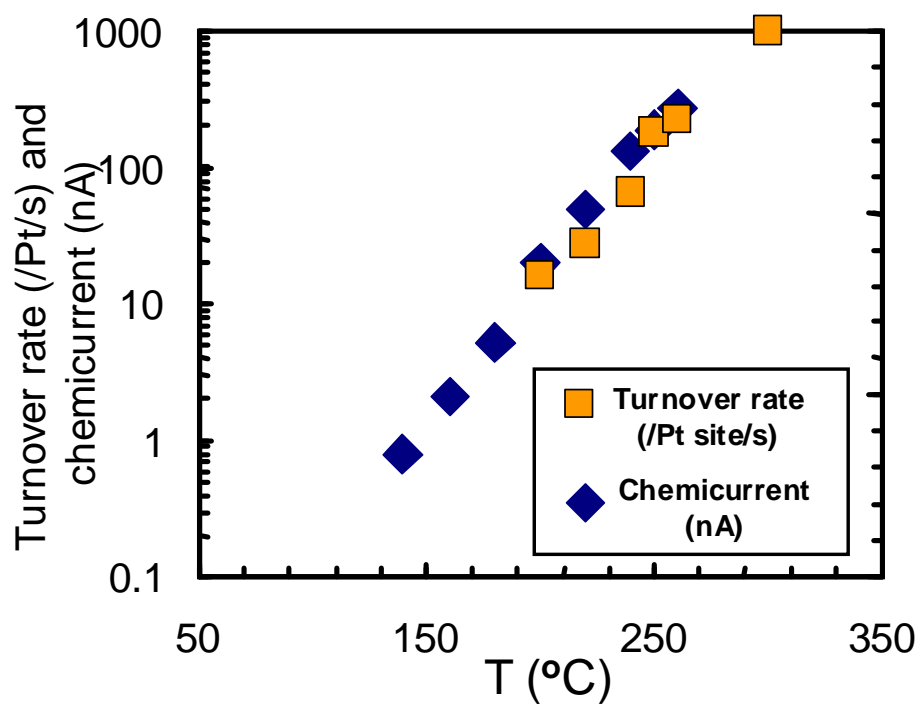 Turnover rate (/Pt/s) and
chemicurrent (nA)
1000
100
10
1
0.1
Turnover rate
(/Pt site/s)
Chemicurrent
(nA)
50
150
250
350
T (ºC)